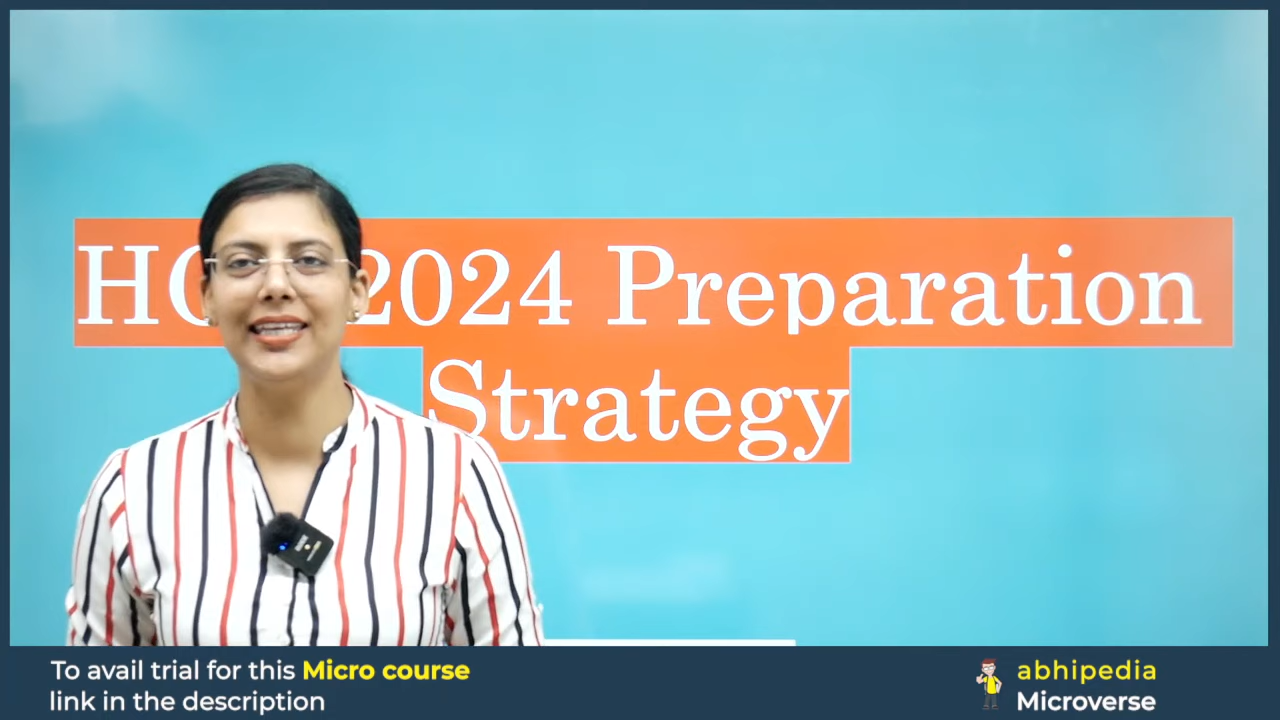 2024 Preparation
Strategy
To avail trial for this Micro course
link in the description
abhipedia
Microverse